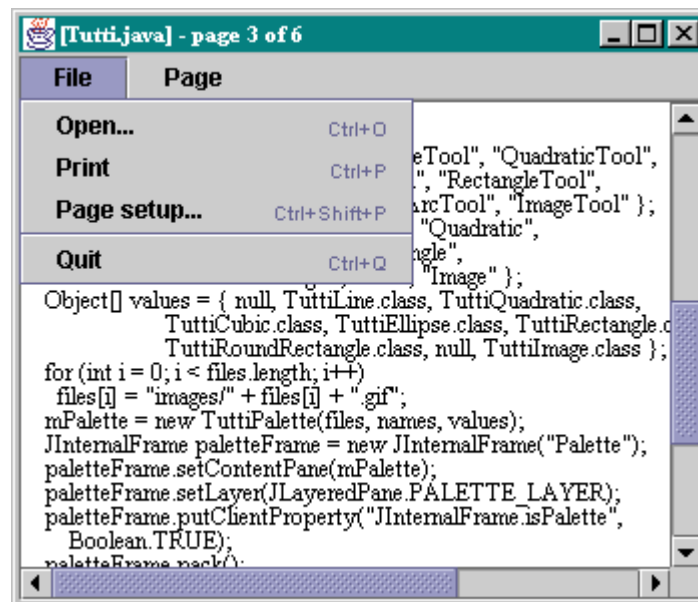 [Tutti.java] - page 3 of 6
File Page
Open... Ctrl+O
Print Ctrl+P
Page setup... Ctrl+Shift+P
Quit Ctrl+Q
eTool", "QuadraticTool",
", "RectangleTool",
ArcTool", "ImageTool" };
"Quadratic",
ngle",
"Image" };
Object[] values = { null, TuttiLine.class, TuttiQuadratic.class,
TuttiCubic.class, TuttiEllipse.class, TuttiRectangle.c
TuttiRoundRectangle.class, null, TuttiImage.class };
for (int i = 0; i < files.length; i++)
files[i] = "images/" + files[i] + ".gif";
mPalette = new TuttiPalette(files, names, values);
JInternalFrame paletteFrame = new JInternalFrame("Palette");
paletteFrame.setContentPane(mPalette);
paletteFrame.setLayer(JLayeredPane.PALETTE_LAYER);
paletteFrame.putClientProperty("JInternalFrame.isPalette",
Boolean.TRUE);
paletteFrame.pack();